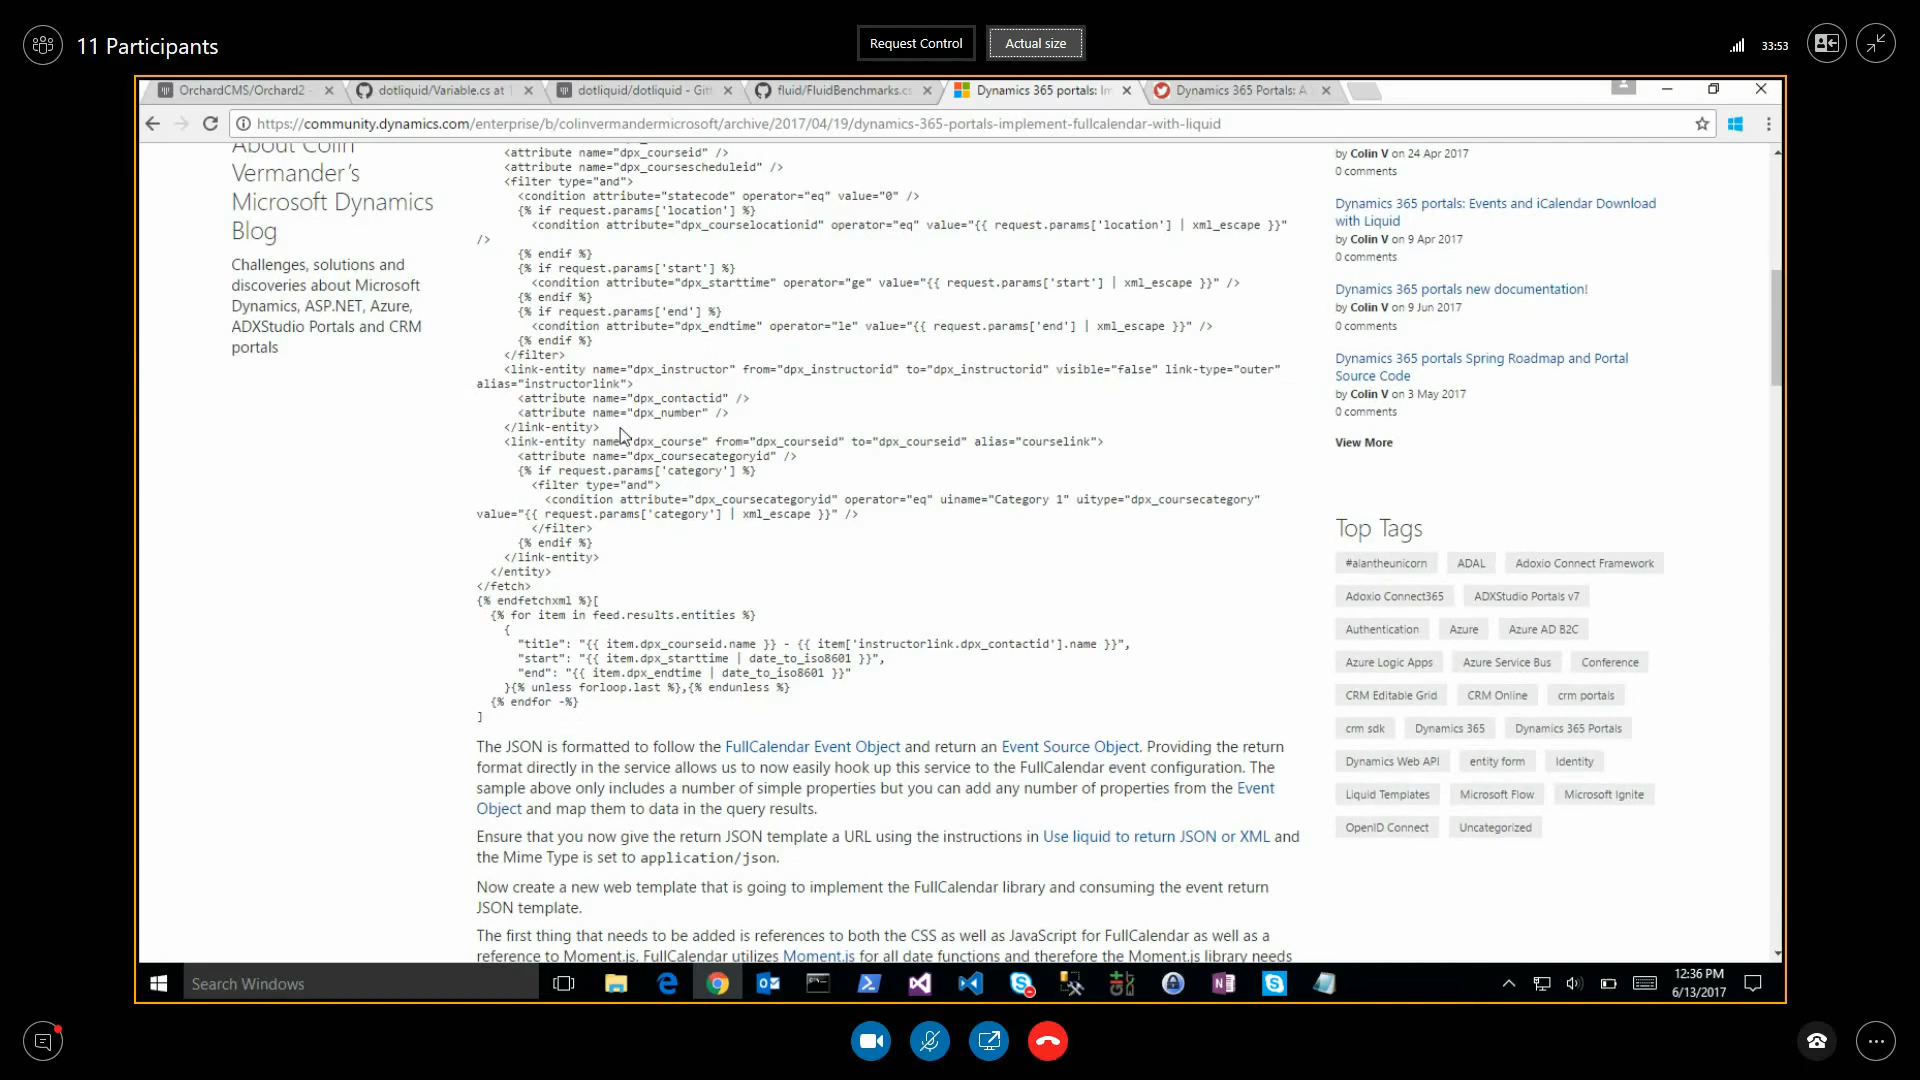 11 Participants
Request Control
Actual size
33:53
OrchardCMS/Orchard2 -
dotliquid/Variable.cs at
dotliquid/dotliquid - Git
fluid/FluidBenchmarks.cs
Dynamics 365 portals: Im
Dynamics 365 Portals: A
https://community.dynamics.com/enterprise/b/colinvermandermicrosoft/archive/2017/04/19/dynamics-365-portals-implement-fullcalendar-with-liquid
About Colin
Vermander's
Microsoft Dynamics
Blog
Challenges, solutions and
discoveries about Microsoft
Dynamics, ASP.NET, Azure,
ADXStudio Portals and CRM
portals
<attribute name="dpx_courseid" />
<attribute name="dpx_coursescheduleid" />
<filter type="and">
<condition attribute="statecode" operator="eq" value="0" />
{% if request.params['location'] %}
<condition attribute="dpx_courselocationid" operator="eq" value="{{ request.params['location'] | xml_escape }}"
/>
{% endif %}
{% if request.params['start'] %}
<condition attribute="dpx_starttime" operator="ge" value="{{ request.params['start'] | xml_escape }}" />
{% endif %}
{% if request.params['end'] %}
<condition attribute="dpx_endtime" operator="le" value="{{ request.params['end'] | xml_escape }}" />
{% endif %}
</filter>
<link-entity name="dpx_instructor" from="dpx_instructorid" to="dpx_instructorid" visible="false" link-type="outer"
alias="instructorlink">
<attribute name="dpx_contactid" />
<attribute name="dpx_number" />
</link-entity>
<link-entity name="dpx_course" from="dpx_courseid" to="dpx_courseid" alias="courselink">
<attribute name="dpx_coursecategoryid" />
{% if request.params['category'] %}
<filter type="and">
<condition attribute="dpx_coursecategoryid" operator="eq" uiname="Category 1" uitype="dpx_coursecategory"
value="{{ request.params['category'] | xml_escape }}" />
</filter>
{% endif %}
</link-entity>
</entity>
</fetch>
{% endfetchxml %}[
{% for item in feed.results.entities %}
{
"title": "{{ item.dpx_courseid.name }} - {{ item['instructorlink.dpx_contactid'].name }}",
"start": "{{ item.dpx_starttime | date_to_iso8601 }}",
"end": "{{ item.dpx_endtime | date_to_iso8601 }}"
}{% unless forloop.last %},{% endunless %}
{% endfor -%}
]
The JSON is formatted to follow the FullCalendar Event Object and return an Event Source Object. Providing the return
format directly in the service allows us to now easily hook up this service to the FullCalendar event configuration. The
sample above only includes a number of simple properties but you can add any number of properties from the Event
Object and map them to data in the query results.
Ensure that you now give the return JSON template a URL using the instructions in Use liquid to return JSON or XML and
the Mime Type is set to application/json.
Now create a new web template that is going to implement the FullCalendar library and consuming the event return
JSON template.
The first thing that needs to be added is references to both the CSS as well as JavaScript for FullCalendar as well as a
reference to Moment.js. FullCalendar utilizes Moment.js for all date functions and therefore the Moment.js library needs
by Colin V on 24 Apr 2017
0 comments
Dynamics 365 portals: Events and iCalendar Download
with Liquid
by Colin V on 9 Apr 2017
0 comments
Dynamics 365 portals new documentation!
by Colin V on 9 Jun 2017
0 comments
Dynamics 365 portals Spring Roadmap and Portal
Source Code
by Colin V on 3 May 2017
0 comments
View More
Top Tags
#alantheunicorn ADAL Adoxio Connect Framework
Adoxio Connect365 ADXStudio Portals v7
Authentication Azure Azure AD B2C
Azure Logic Apps Azure Service Bus Conference
CRM Editable Grid CRM Online crm portals
crm sdk Dynamics 365 Dynamics 365 Portals
Dynamics Web API entity form Identity
Liquid Templates Microsoft Flow Microsoft Ignite
OpenID Connect Uncategorized
Search Windows
12:36 PM
6/13/2017